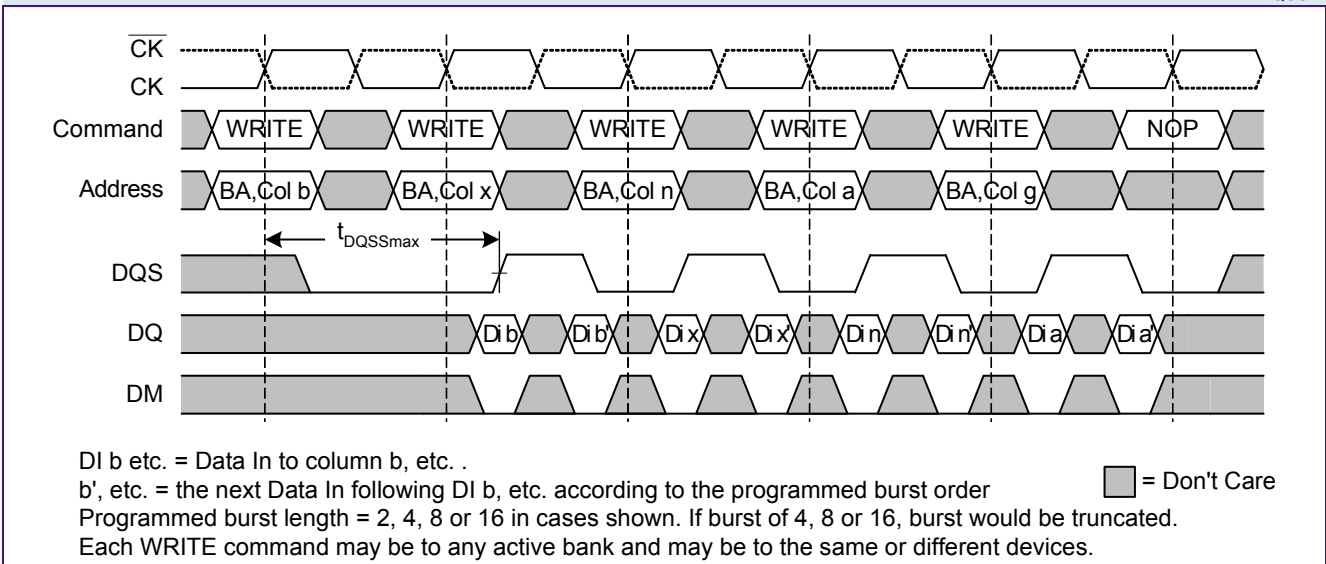 CK
CK
Command WRITE WRITE WRITE WRITE WRITE NOP
Address BA,Col b BA,Col x BA,Col n BA,Col a BA,Col g
tDQSSmax
DQS
DQ Di b Di b' Di x Di x' Di n Di n' Di a Di a'
DM
DI b etc. = Data In to column b, etc. .
b', etc. = the next Data In following DI b, etc. according to the programmed burst order
= Don't Care
Programmed burst length = 2, 4, 8 or 16 in cases shown. If burst of 4, 8 or 16, burst would be truncated.
Each WRITE command may be to any active bank and may be to the same or different devices.